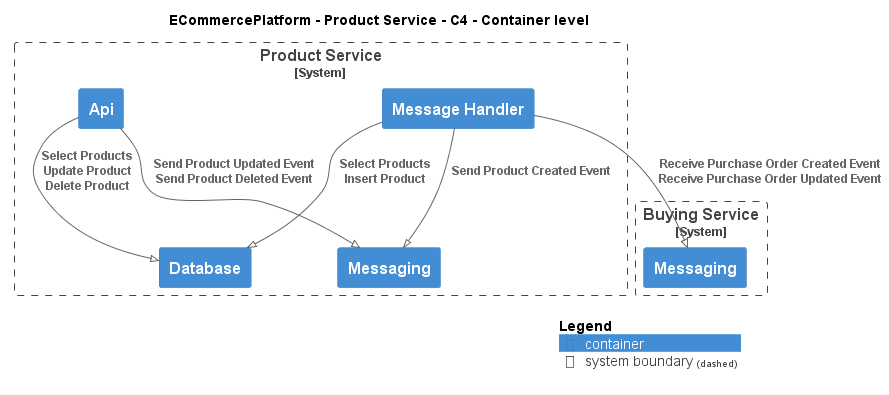 ECommercePlatform - Product Service - C4 - Container level
Product Service
[System]
Api
Message Handler
Select Products
Update Product
Delete Product
Send Product Updated Event
Send Product Deleted Event
Select Products
Insert Product
Send Product Created Event
Receive Purchase Order Created Event
Receive Purchase Order Updated Event
Buying Service
[System]
Database
Messaging
Messaging
Legend
container
system boundary (dashed)